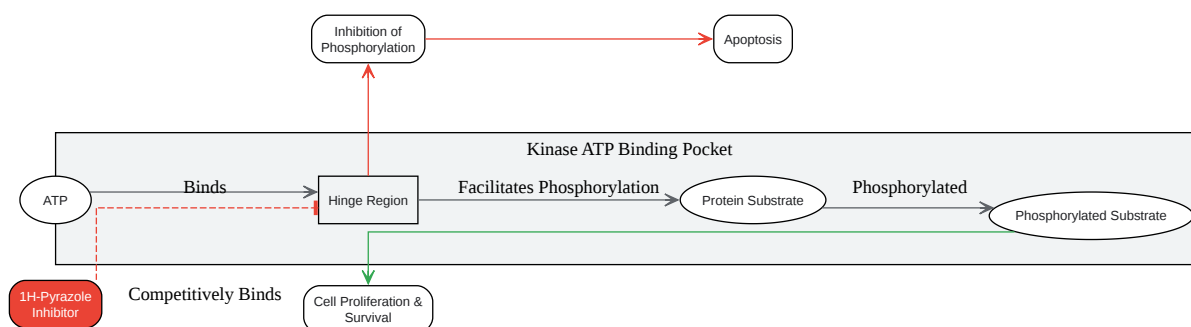 Inhibition of
Phosphorylation
Apoptosis
Kinase ATP Binding Pocket
ATP
Binds
Hinge Region
Facilitates Phosphorylation
Protein Substrate
Phosphorylated
Phosphorylated Substrate
1H-Pyrazole
Inhibitor
Competitively Binds
Cell Proliferation &
Survival